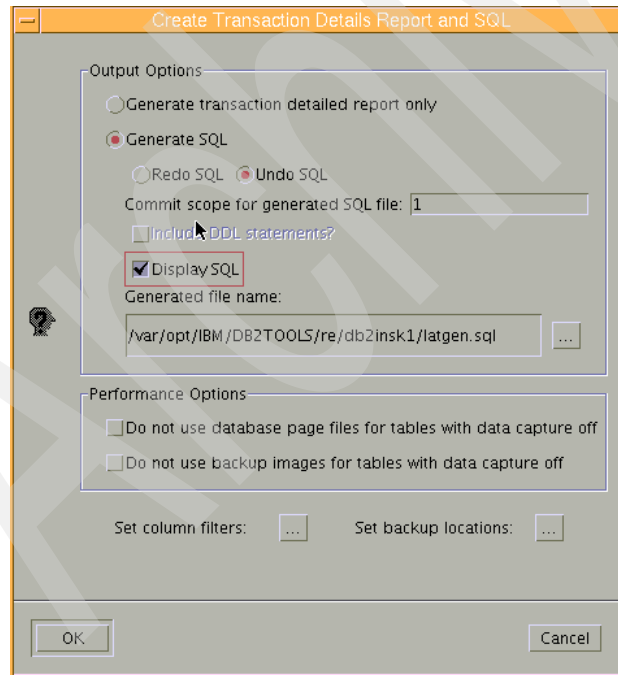 Create Transaction Details Report and SQL
Output Options
Generate transaction detailed report only
Generate SQL
Redo SQL Undo SQL
Commit scope for generated SQL file: 1
Include DDL statements?
Display SQL
Generated file name:
/var/opt/IBM/DB2TOOLS/re/db2insk1/latgen.sql ...
Performance Options
Do not use database page files for tables with data capture off
Do not use backup images for tables with data capture off
Set column filters: ... Set backup locations: ...
OK Cancel